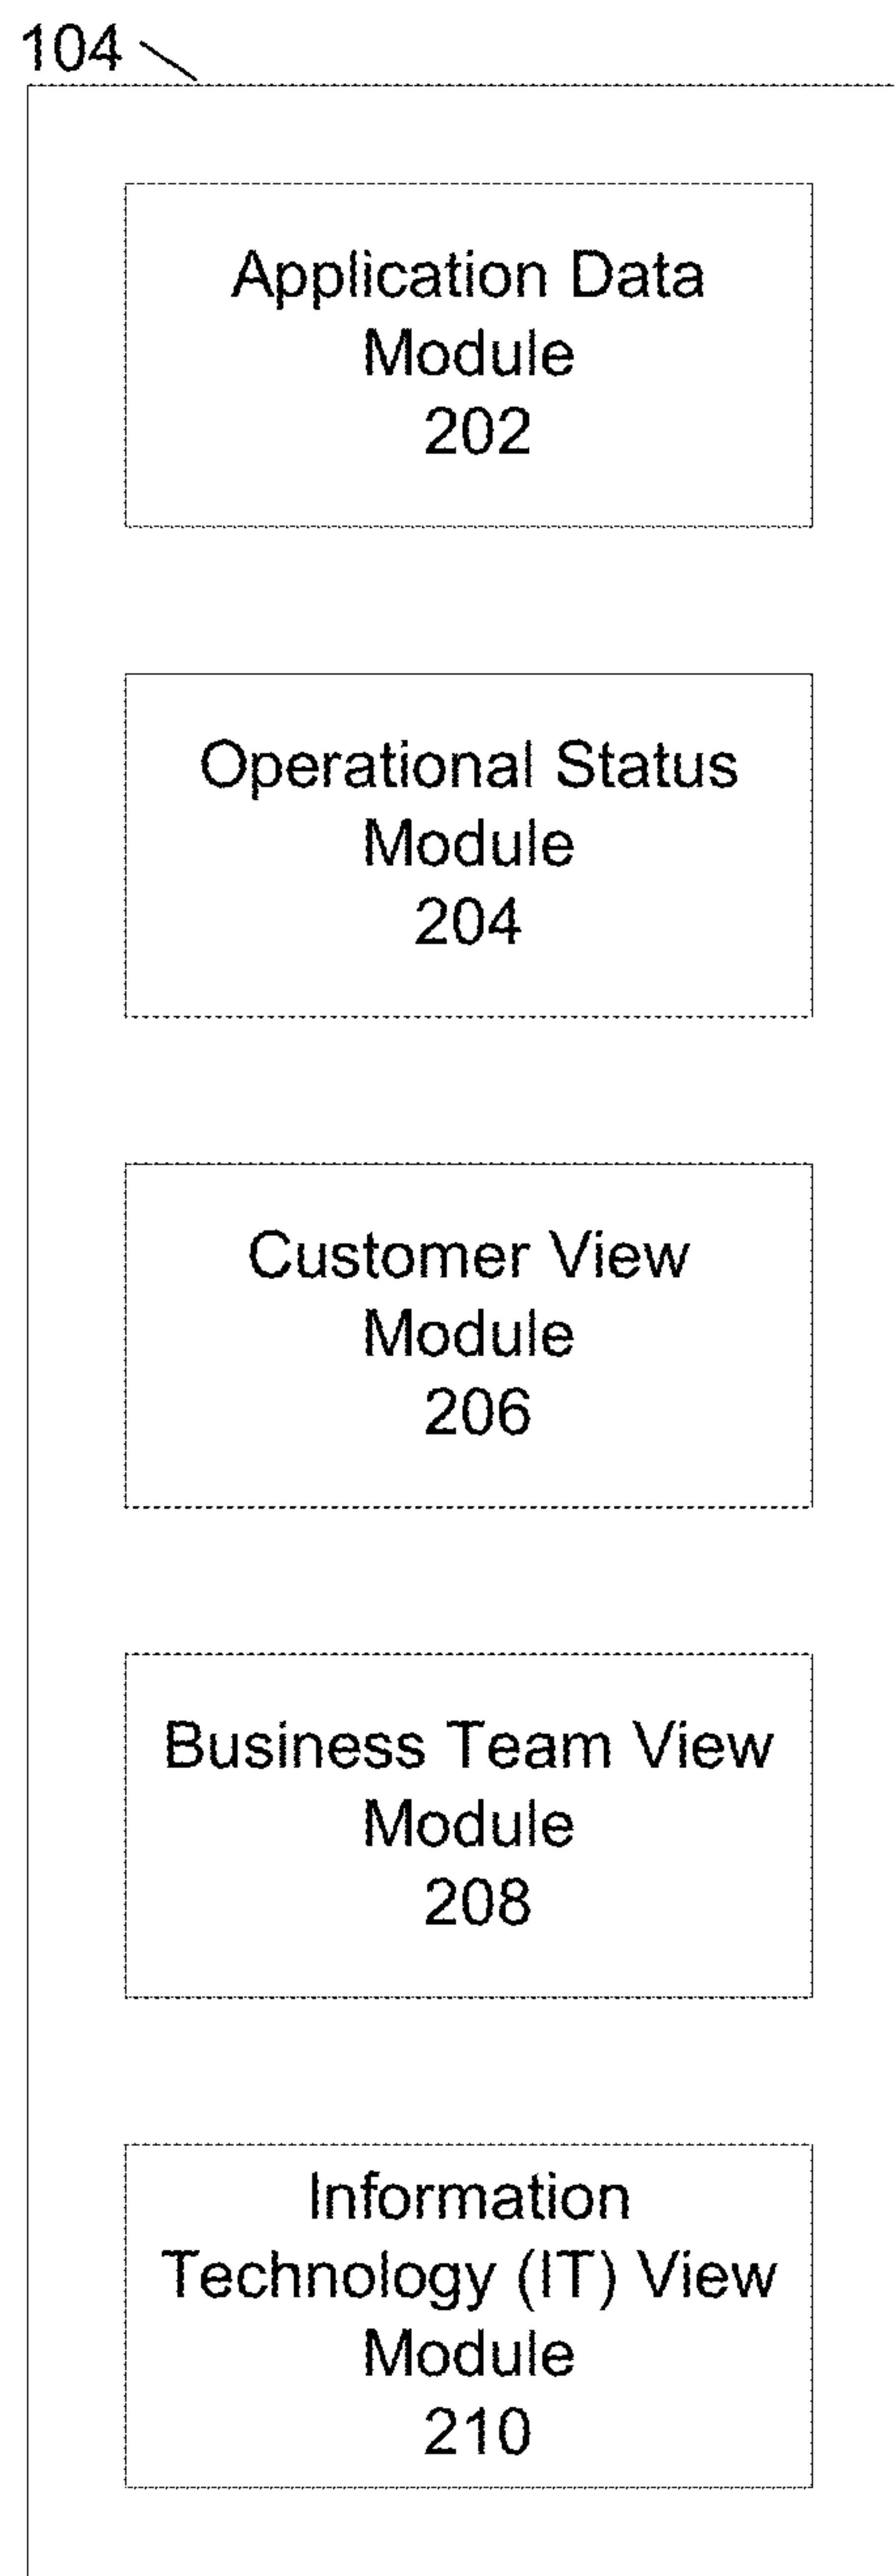 104
Application Data
Module
202
Operational Status
Module
204
Customer View
Module
206
Business Team View
Module
208
Information
Technology (IT) View
Module
210